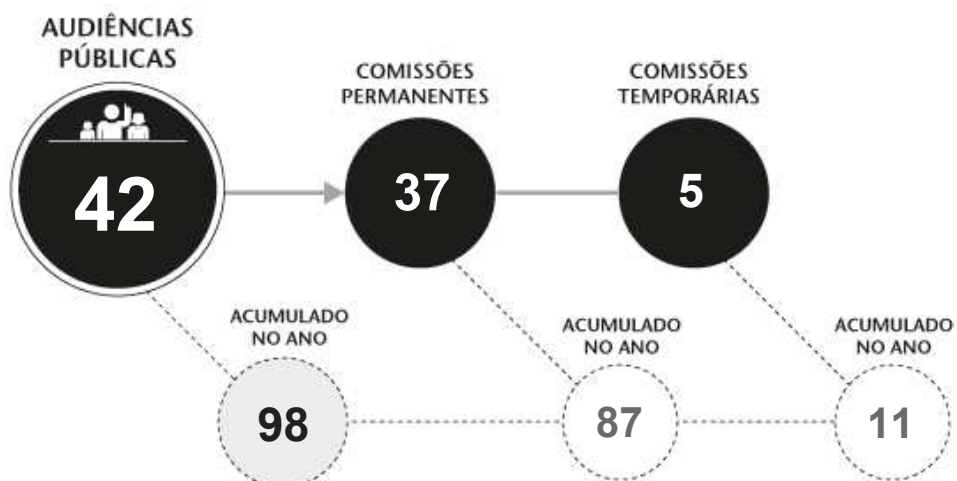 AUDIÊNCIAS
PÚBLICAS
42
COMISSÕES
PERMANENTES
37
COMISSÕES
TEMPORÁRIAS
5
ACUMULADO
NO ANO
98
ACUMULADO
NO ANO
87
ACUMULADO
NO ANO
11